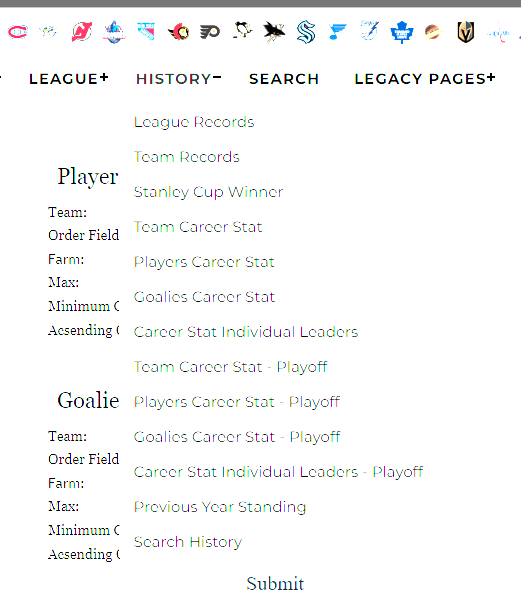 LEAGUE+ HISTORY− SEARCH LEGACY PAGES+
League Records
Team Records
Stanley Cup Winner
Team Career Stat
Players Career Stat
Goalies Career Stat
Career Stat Individual Leaders
Team Career Stat - Playoff
Players Career Stat - Playoff
Goalies Career Stat - Playoff
Career Stat Individual Leaders - Playoff
Previous Year Standing
Search History
Player
Team:
Order Field
Farm:
Max:
Minimum
Acsending
Goalie
Team:
Order Field
Farm:
Max:
Minimum
Acsending
Submit